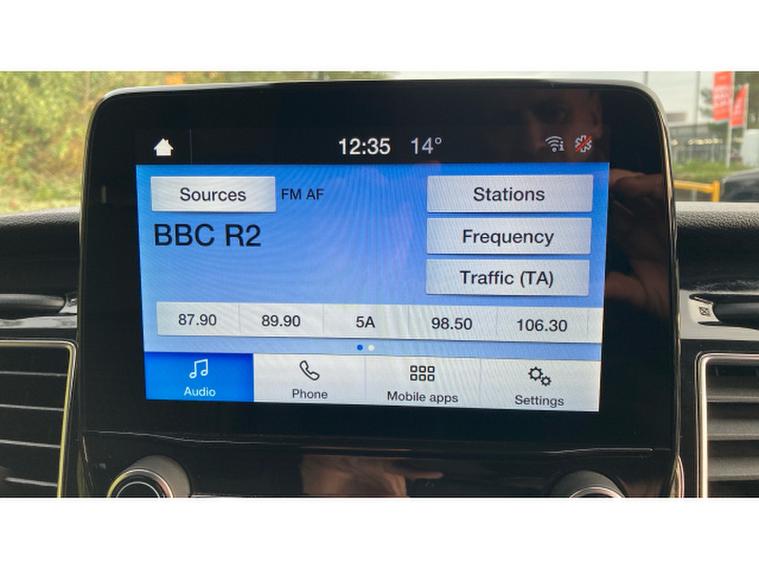 12:35 14°
Sources FM AF Stations
BBC R2 Frequency
Traffic (TA)
87.90 89.90 5A 98.50 106.30
Audio Phone Mobile apps Settings